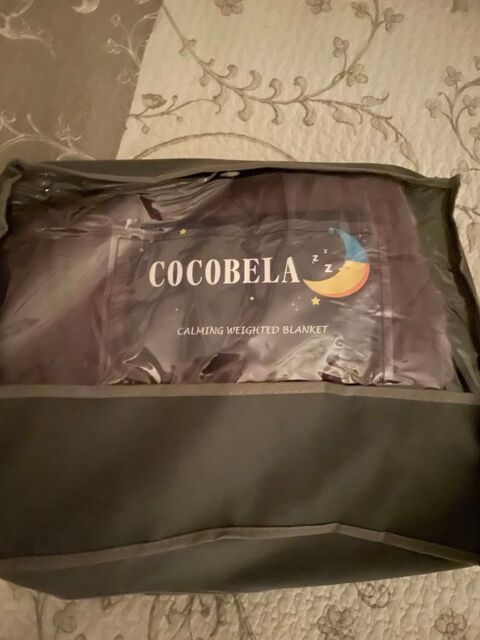 COCOBELA
z z
z z
CALMING WEIGHTED BLANKET